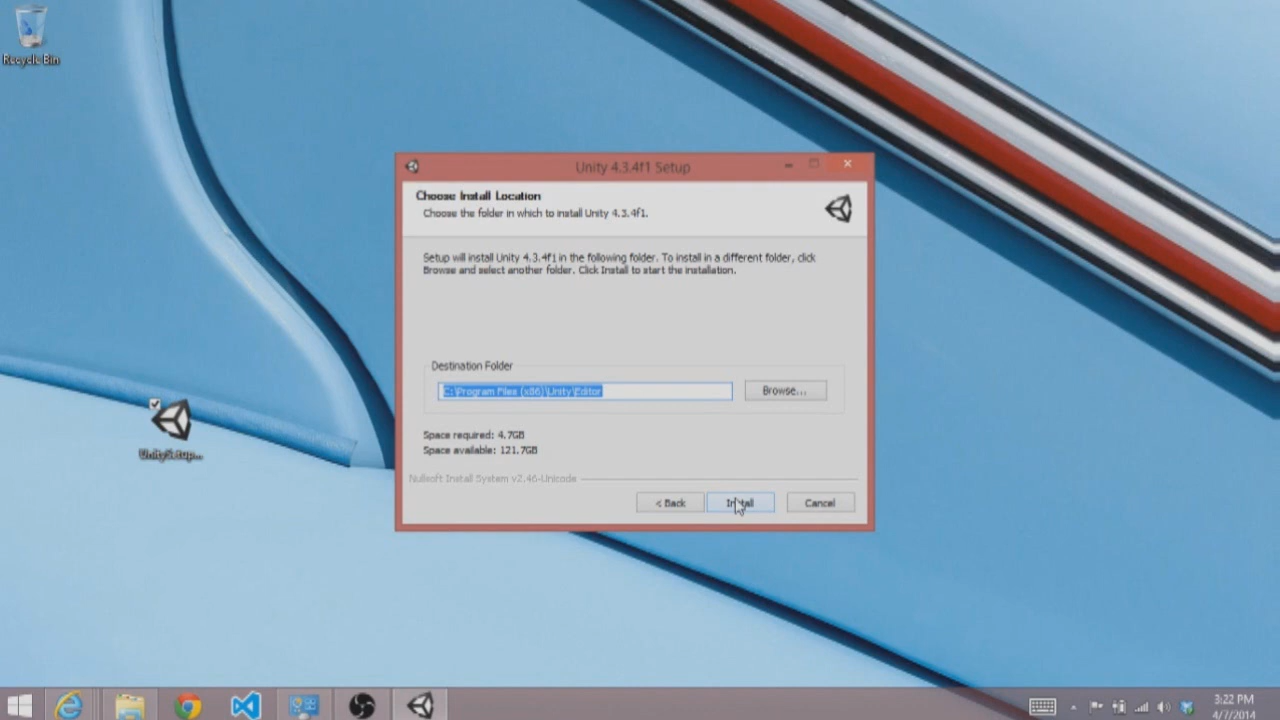 Recycle Bin
Unity 4.3.4f1 Setup
Choose Install Location
Choose the folder in which to install Unity 4.3.4f1.
Setup will install Unity 4.3.4f1 in the following folder. To install in a different folder, click
Browse and select another folder. Click Install to start the installation.
Destination Folder
C:\Program Files (x86)\Unity\Editor
Browse...
Space required: 4.7GB
Space available: 121.7GB
UnitySetup...
Nullsoft Install System v2.46-Unicode
< Back
Install
Cancel
3:22 PM
4/7/2014